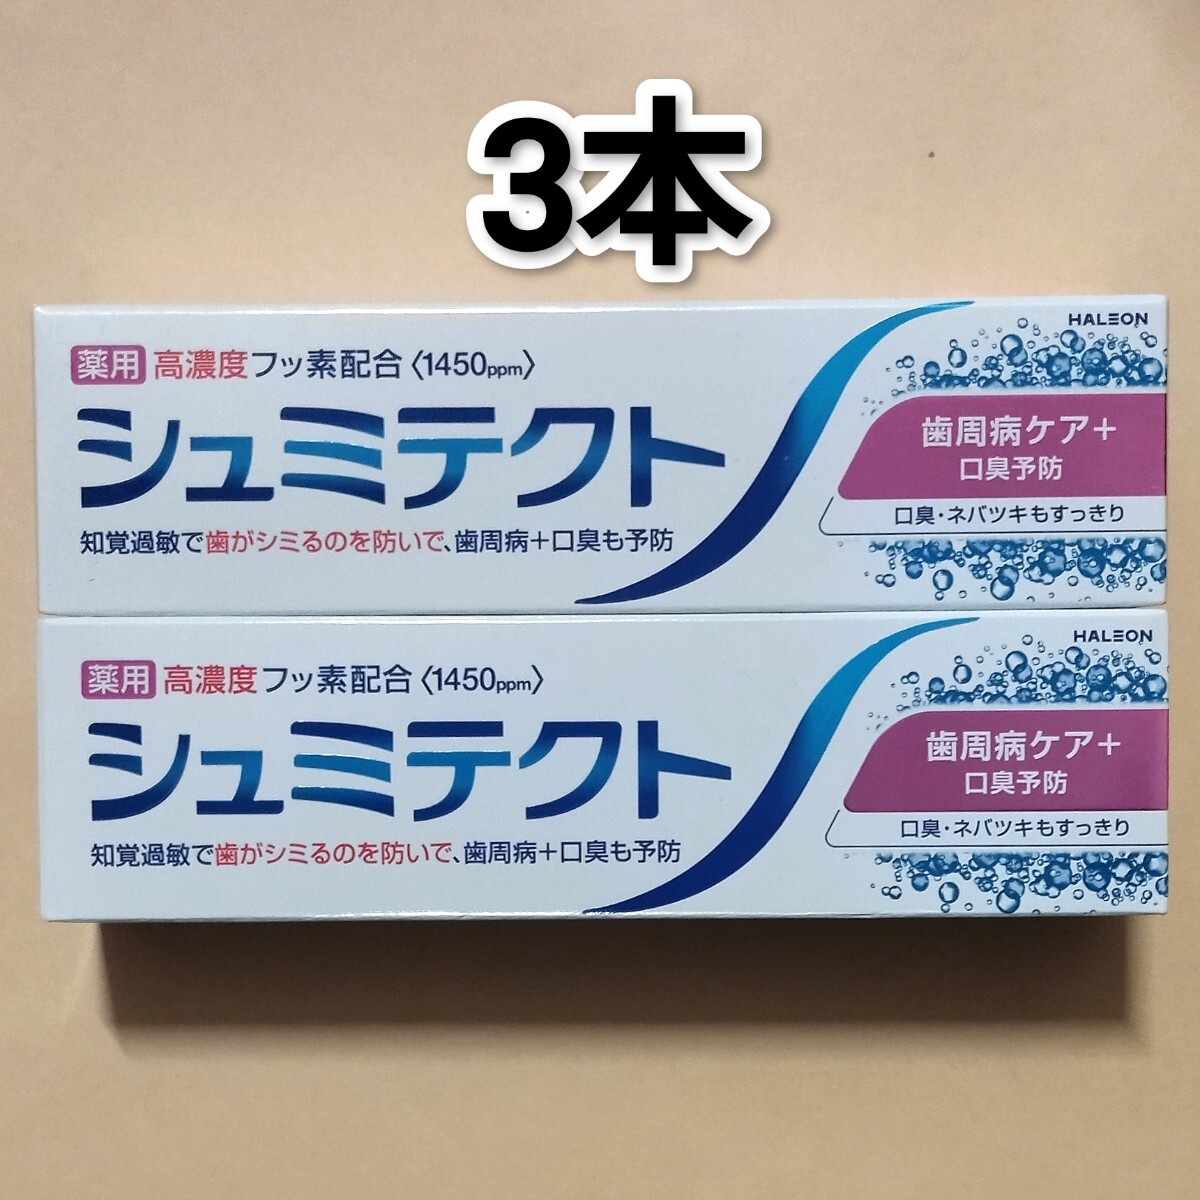 3本
HALEON
薬用 高濃度フッ素配合〈1450ppm〉
シュミテクト
知覚過敏で歯がシミるのを防いで、歯周病+口臭も予防
歯周病ケア+
口臭予防
口臭・ネバツキもすっきり
HALEON
薬用 高濃度フッ素配合〈1450ppm〉
シュミテクト
知覚過敏で歯がシミるのを防いで、歯周病+口臭も予防
歯周病ケア+
口臭予防
口臭・ネバツキもすっきり